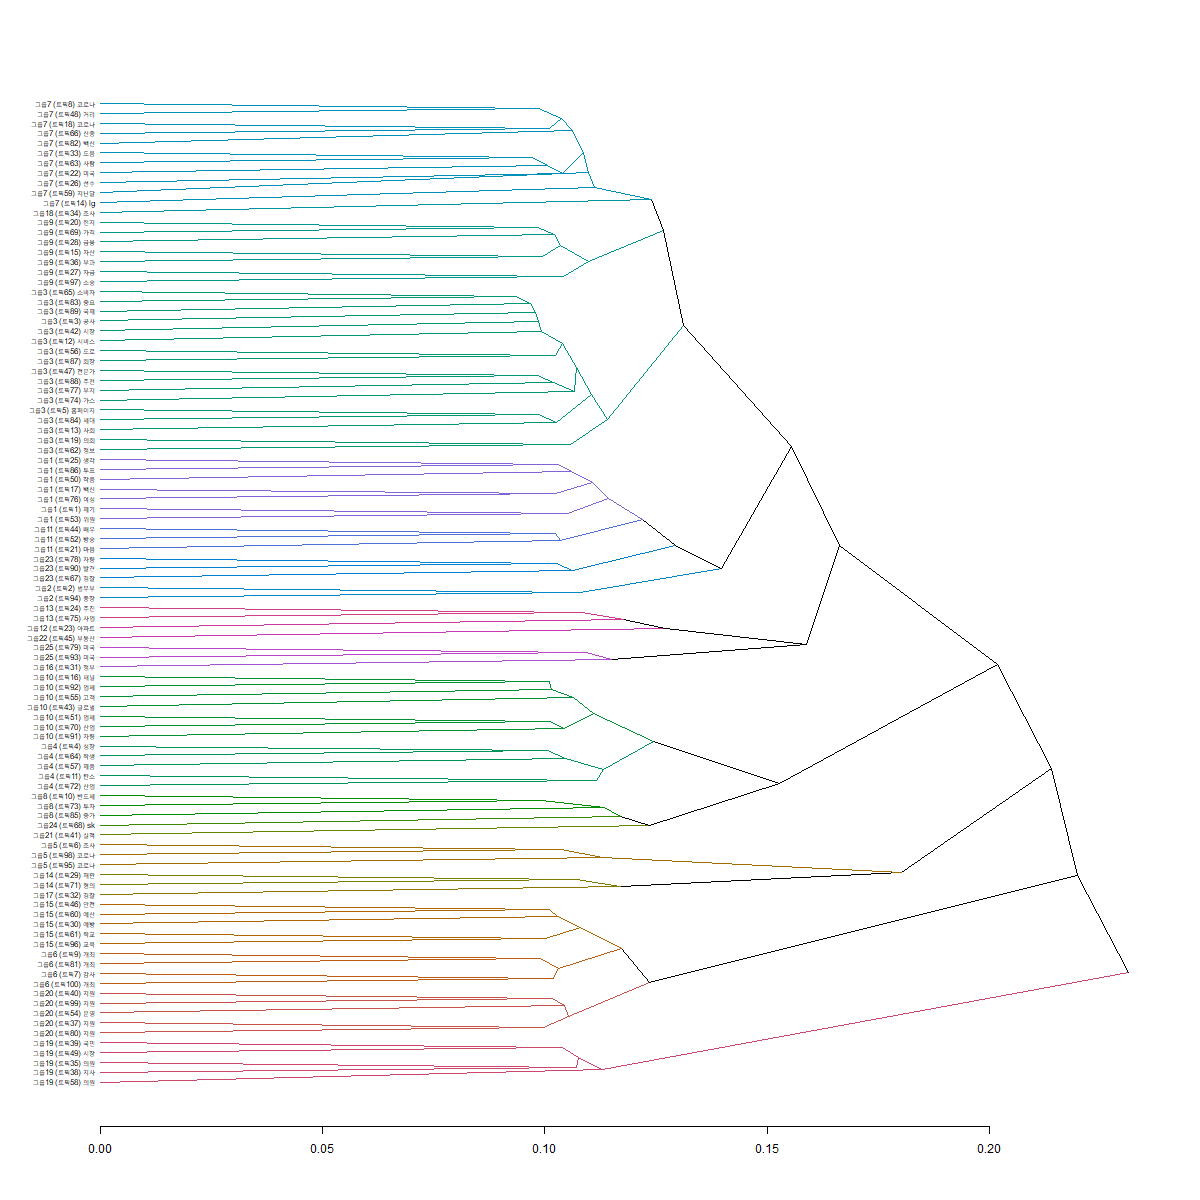 그룹7 (토픽8) 코로나
그룹7 (토픽48) 거리
그룹7 (토픽18) 코로나
그룹7 (토픽66) 신종
그룹7 (토픽82) 백신
그룹7 (토픽33) 도움
그룹7 (토픽63) 사람
그룹7 (토픽22) 미국
그룹7 (토픽26) 선수
그룹7 (토픽59) 지난달
그룹7 (토픽14) lg
그룹18 (토픽34) 조사
그룹9 (토픽20) 전지
그룹9 (토픽69) 가격
그룹9 (토픽28) 금융
그룹9 (토픽15) 자산
그룹9 (토픽36) 부과
그룹9 (토픽27) 자금
그룹9 (토픽97) 소송
그룹3 (토픽65) 소비자
그룹3 (토픽83) 중요
그룹3 (토픽89) 국제
그룹3 (토픽3) 공사
그룹3 (토픽42) 시장
그룹3 (토픽12) 서비스
그룹3 (토픽56) 도로
그룹3 (토픽87) 회장
그룹3 (토픽47) 전문가
그룹3 (토픽88) 추천
그룹3 (토픽77) 부지
그룹3 (토픽74) 가스
그룹3 (토픽5) 홈페이지
그룹3 (토픽84) 세대
그룹3 (토픽13) 사회
그룹3 (토픽19) 의회
그룹3 (토픽62) 정보
그룹1 (토픽25) 생각
그룹1 (토픽86) 투표
그룹1 (토픽50) 작품
그룹1 (토픽17) 백신
그룹1 (토픽76) 여성
그룹1 (토픽1) 제기
그룹1 (토픽53) 위원
그룹11 (토픽44) 배우
그룹11 (토픽52) 방송
그룹11 (토픽21) 마음
그룹23 (토픽78) 차량
그룹23 (토픽90) 발견
그룹23 (토픽67) 경찰
그룹2 (토픽2) 법무부
그룹2 (토픽94) 총장
그룹13 (토픽24) 추진
그룹13 (토픽75) 사업
그룹12 (토픽23) 아파트
그룹22 (토픽45) 부동산
그룹25 (토픽79) 미국
그룹25 (토픽93) 미국
그룹16 (토픽31) 정부
그룹10 (토픽16) 채널
그룹10 (토픽92) 업체
그룹10 (토픽55) 고객
그룹10 (토픽43) 글로벌
그룹10 (토픽51) 업체
그룹10 (토픽70) 산업
그룹10 (토픽91) 차량
그룹4 (토픽4) 성장
그룹4 (토픽64) 학생
그룹4 (토픽57) 제품
그룹4 (토픽11) 탄소
그룹4 (토픽72) 산업
그룹8 (토픽10) 반도체
그룹8 (토픽73) 투자
그룹8 (토픽85) 증가
그룹24 (토픽68) sk
그룹21 (토픽41) 실적
그룹5 (토픽6) 조사
그룹5 (토픽98) 코로나
그룹5 (토픽95) 코로나
그룹14 (토픽29) 재판
그룹14 (토픽71) 혐의
그룹17 (토픽32) 검찰
그룹15 (토픽46) 안전
그룹15 (토픽60) 예산
그룹15 (토픽30) 예방
그룹15 (토픽61) 학교
그룹15 (토픽96) 교육
그룹6 (토픽9) 개최
그룹6 (토픽81) 개최
그룹6 (토픽7) 감사
그룹6 (토픽100) 개최
그룹20 (토픽40) 지원
그룹20 (토픽99) 지원
그룹20 (토픽54) 운영
그룹20 (토픽37) 지원
그룹20 (토픽80) 지원
그룹19 (토픽39) 국민
그룹19 (토픽49) 시장
그룹19 (토픽35) 의원
그룹19 (토픽38) 지사
그룹19 (토픽58) 의원
0.00 0.05 0.10 0.15 0.20